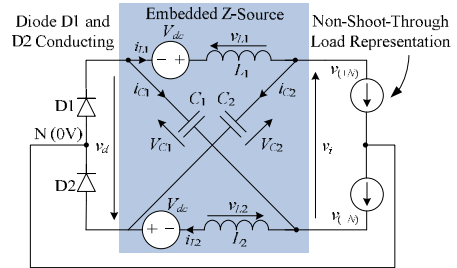 Diode D1 and
D2 Conducting
Embedded Z-Source
Non-Shoot-Through
Load Representation
iL1
Vdc
- +
vL1
L1
iC1
C1
C2
iC2
v(+N)
D1
N (0V)
vd
VC1
VC2
vi
D2
Vdc
+ -
iL2
vL2
L2
v(-N)